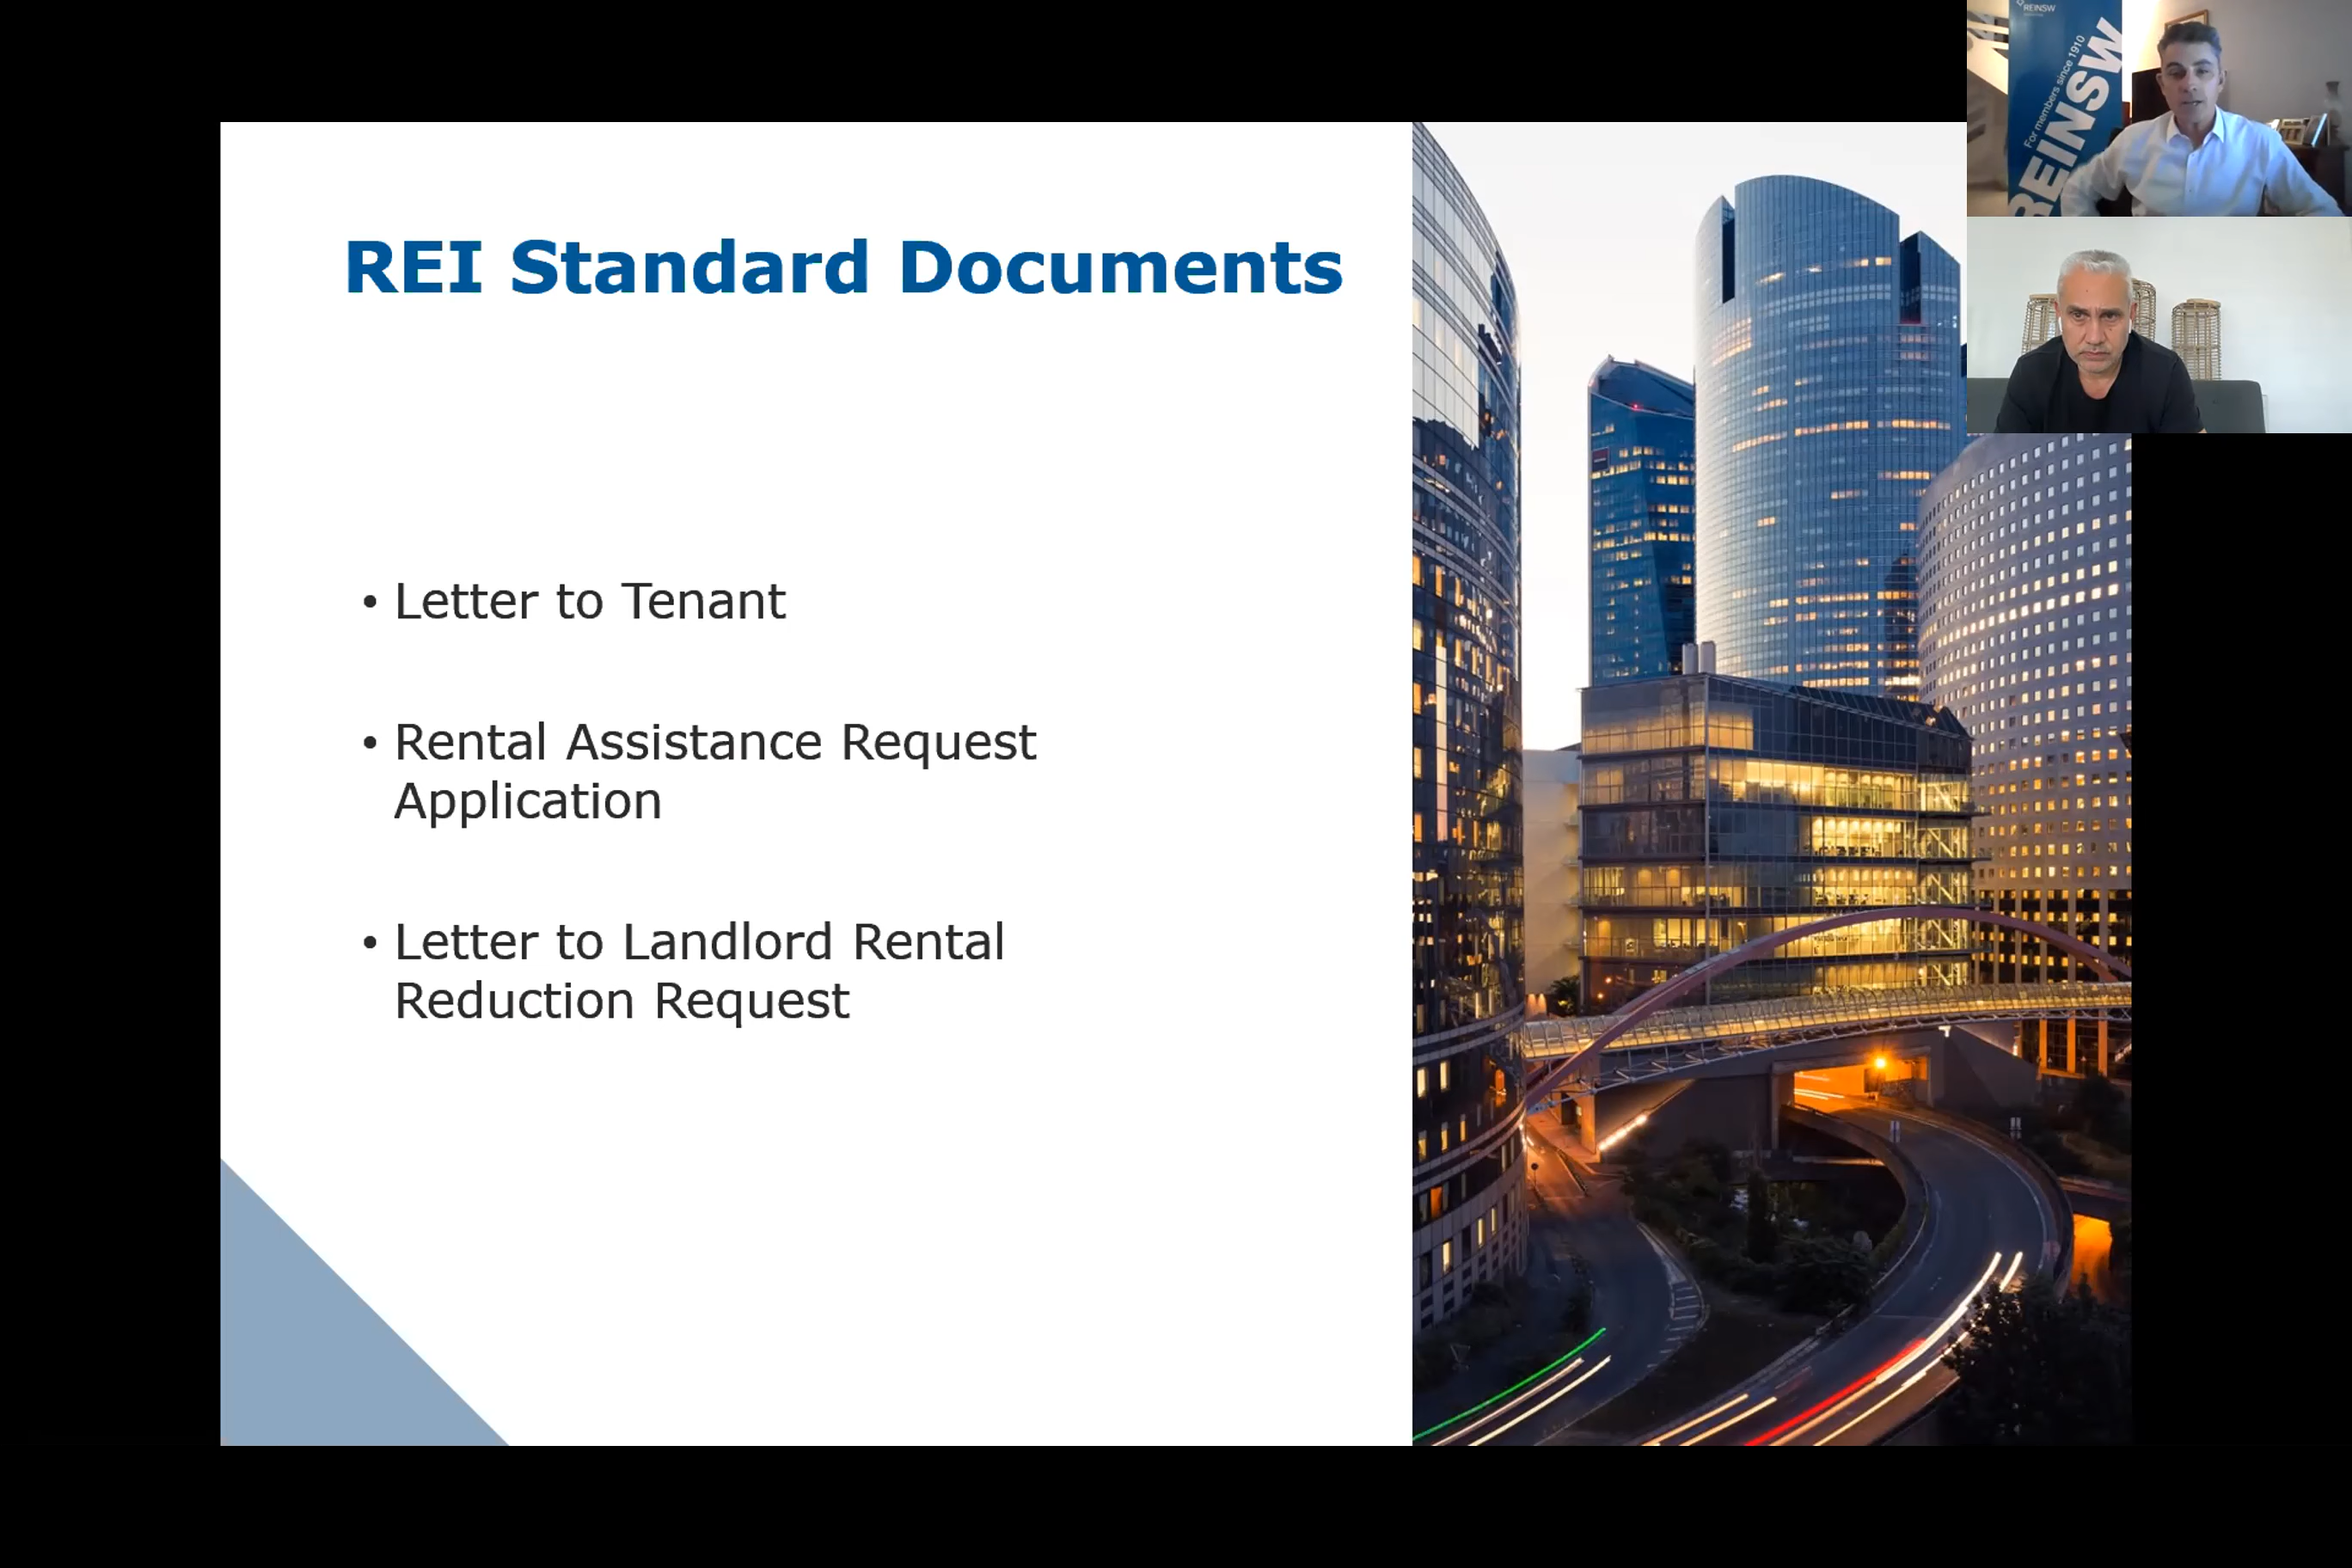 REI Standard Documents
• Letter to Tenant
• Rental Assistance Request
Application
• Letter to Landlord Rental
Reduction Request
REINSW
For members since 1910
REINSW